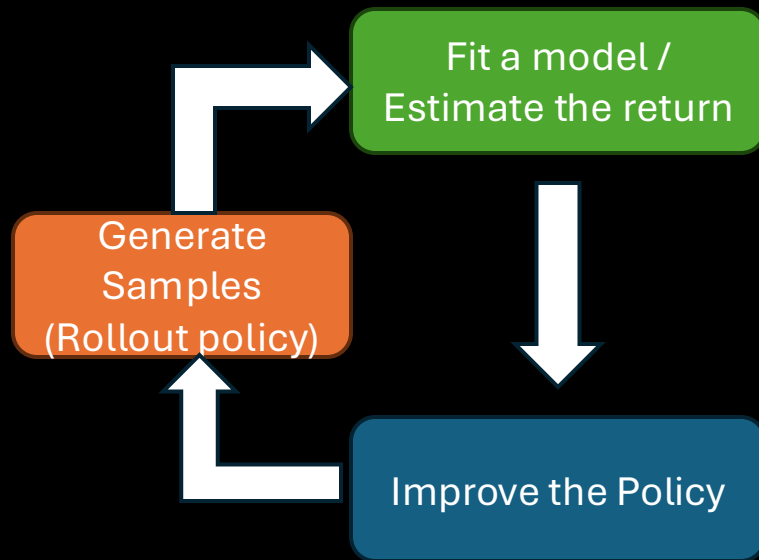 Fit a model /
Estimate the return
Generate
Samples
(Rollout policy)
Improve the Policy